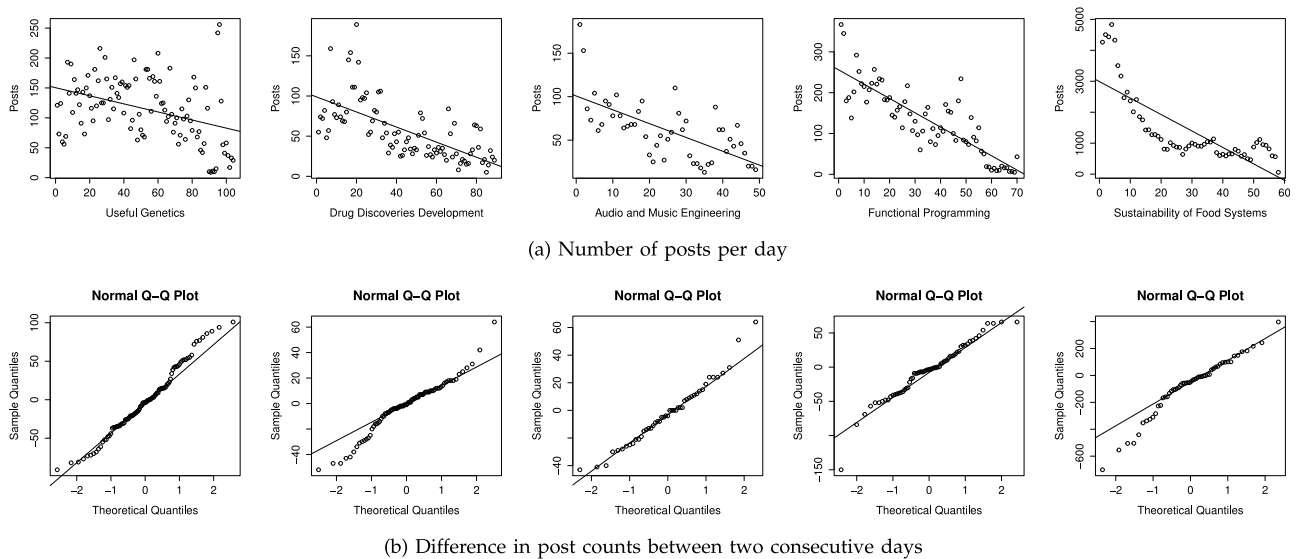 Posts
0 50 100 150 200 250
0 20 40 60 80 100
Useful Genetics
Posts
0 50 100 150
0 20 40 60 80
Drug Discoveries Development
Posts
50 100 150
0 10 20 30 40 50
Audio and Music Engineering
Posts
0 100 200 300
0 10 20 30 40 50 60 70
Functional Programming
Posts
0 1000 3000 5000
0 10 20 30 40 50 60
Sustainability of Food Systems
(a) Number of posts per day
Normal Q−Q Plot
Sample Quantiles
−50 0 50 100
−2 −1 0 1 2
Theoretical Quantiles
Normal Q−Q Plot
Sample Quantiles
−40 0 20 40 60
−2 −1 0 1 2
Theoretical Quantiles
Normal Q−Q Plot
Sample Quantiles
−40 0 20 40 60
−2 −1 0 1 2
Theoretical Quantiles
Normal Q−Q Plot
Sample Quantiles
−150 −50 0 50
−2 −1 0 1 2
Theoretical Quantiles
Normal Q−Q Plot
Sample Quantiles
−600 −200 0 200
−2 −1 0 1 2
Theoretical Quantiles
(b) Difference in post counts between two consecutive days